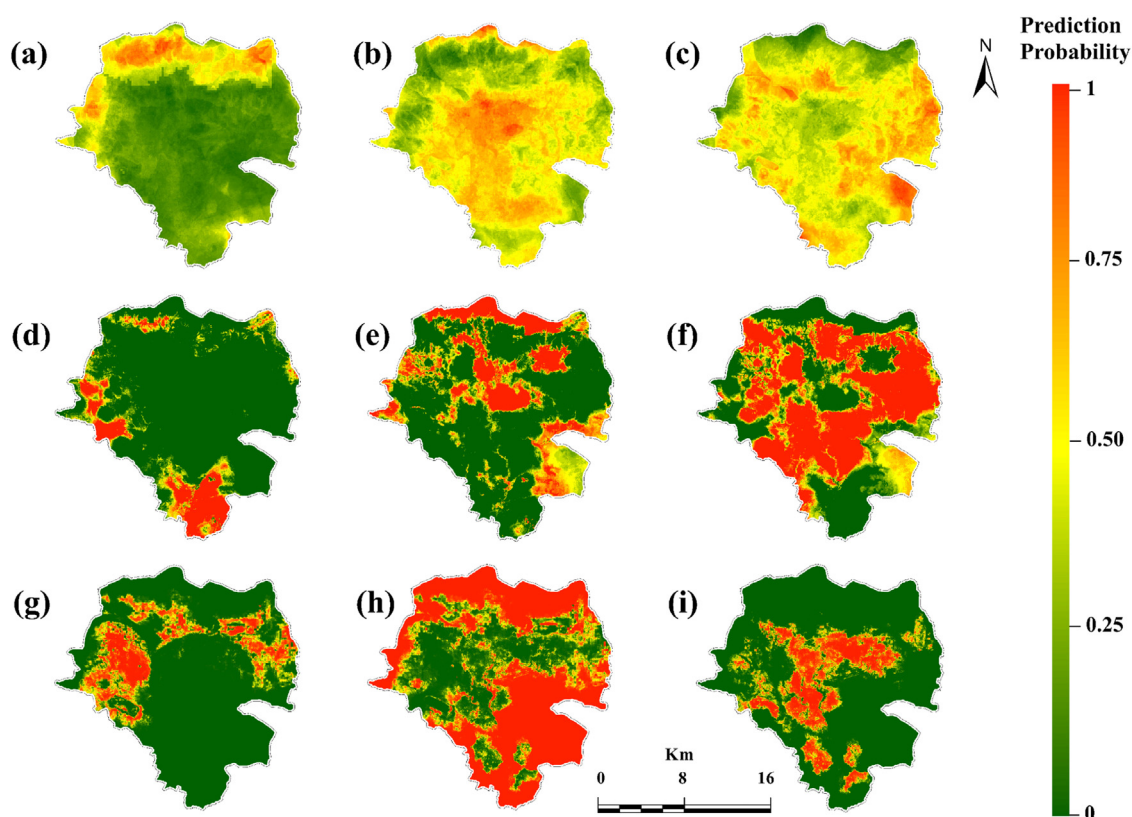 Prediction
Probability
(a)
(b)
(c)
N
1
0.75
0.50
0.25
0
(d)
(e)
(f)
(g)
(h)
(i)
Km
0 8 16